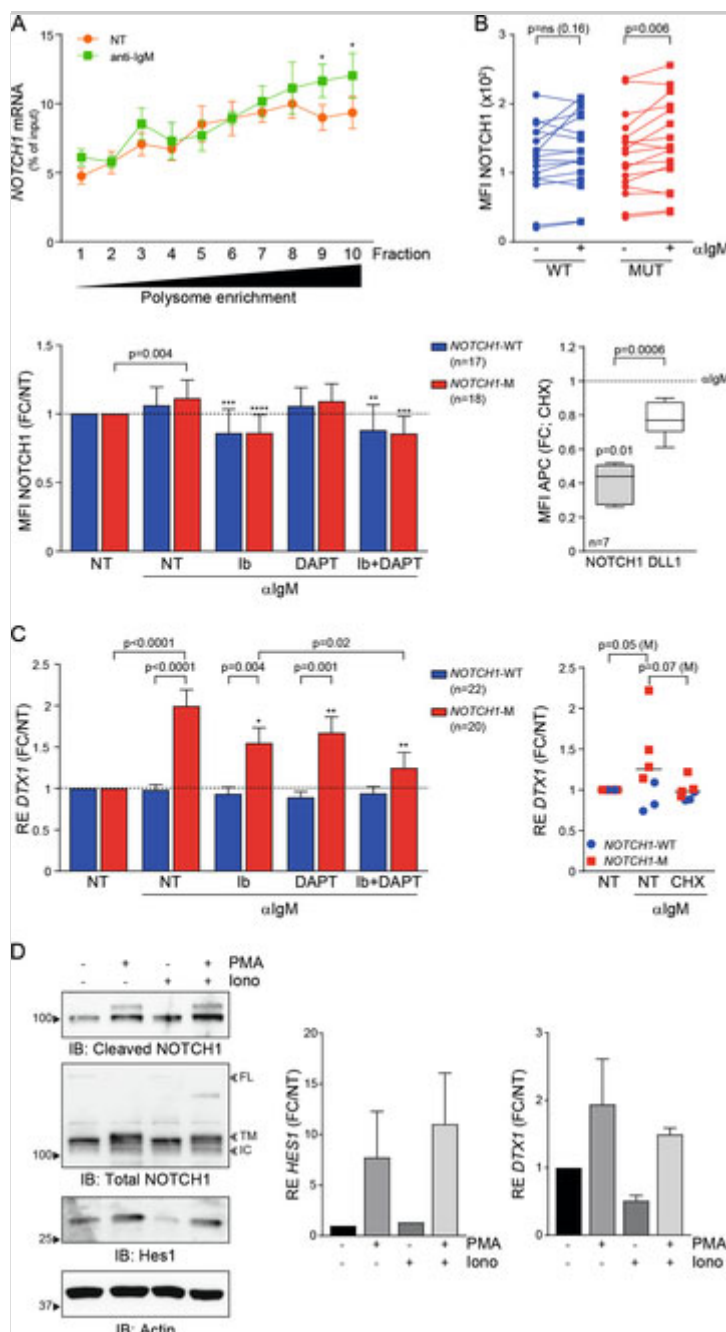 A
NT
anti-IgM
* *
NOTCH1 mRNA
(% of input)
15
10
5
0
1 2 3 4 5 6 7 8 9 10 Fraction
Polysome enrichment
B
p=ns (0.16) p=0.006
MFI NOTCH1 (x10²)
3
2
1
0
- + - + αIgM
WT MUT
MFI NOTCH1 (FC/NT)
1.5
1
0.5
0
p=0.004
*** **** ** ***
NOTCH1-WT
(n=17)
NOTCH1-M
(n=18)
NT NT Ib DAPT Ib+DAPT
αIgM
MFI APC (FC; CHX)
1.2
1
0.8
0.6
0.4
0.2
0
p=0.0006
αIgM
p=0.01
n=7
NOTCH1 DLL1
C
RE DTX1 (FC/NT)
2.5
2
1.5
1
0.5
0
p<0.0001 p=0.02
p<0.0001 p=0.004 p=0.001
* ** **
NOTCH1-WT
(n=22)
NOTCH1-M
(n=20)
NT NT Ib DAPT Ib+DAPT
αIgM
RE DTX1 (FC/NT)
2.5
2
1.5
1
0.5
0
p=0.05 (M)
p=0.07 (M)
NOTCH1-WT
NOTCH1-M
NT NT CHX
αIgM
D
- + - + PMA
- - + + Iono
100
IB: Cleaved NOTCH1
FL
TM
IC
100
IB: Total NOTCH1
25
IB: Hes1
37
IB: Actin
RE HES1 (FC/NT)
20
15
10
5
0
- + - + PMA
- - + + Iono
RE DTX1 (FC/NT)
3
2
1
0
- + - + PMA
- - + + Iono